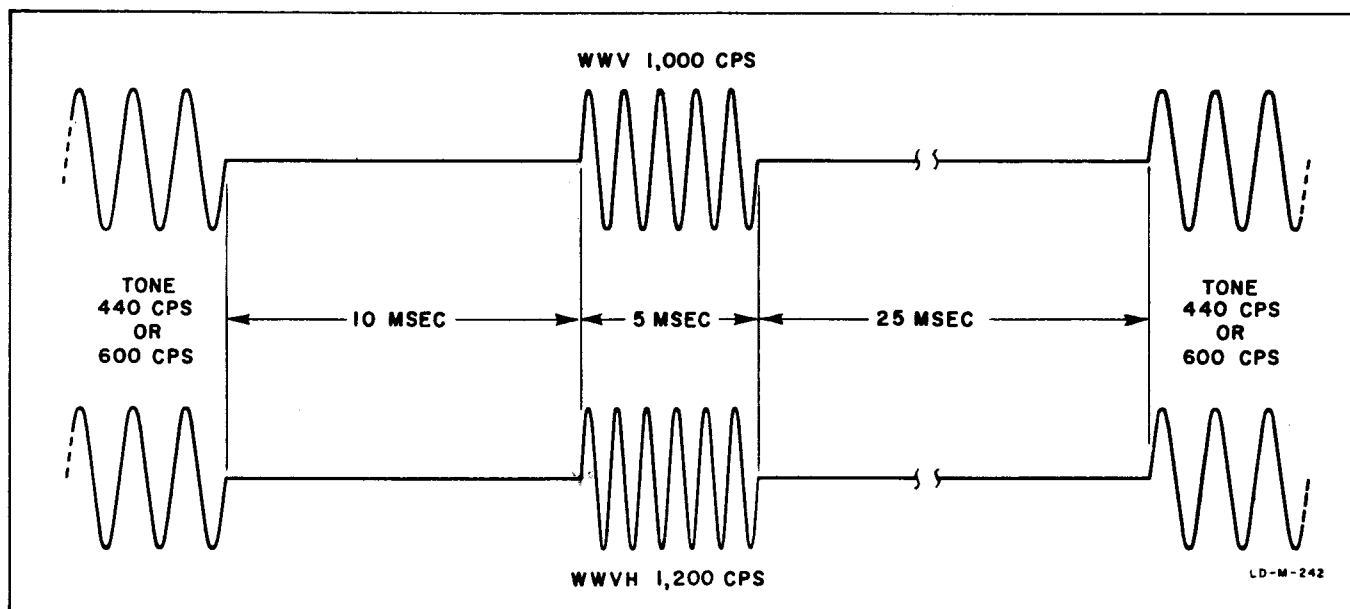 WWV 1,000 CPS
TONE
440 CPS
OR
600 CPS
10 MSEC
5 MSEC
25 MSEC
TONE
440 CPS
OR
600 CPS
WWVH 1,200 CPS
LD-M-242